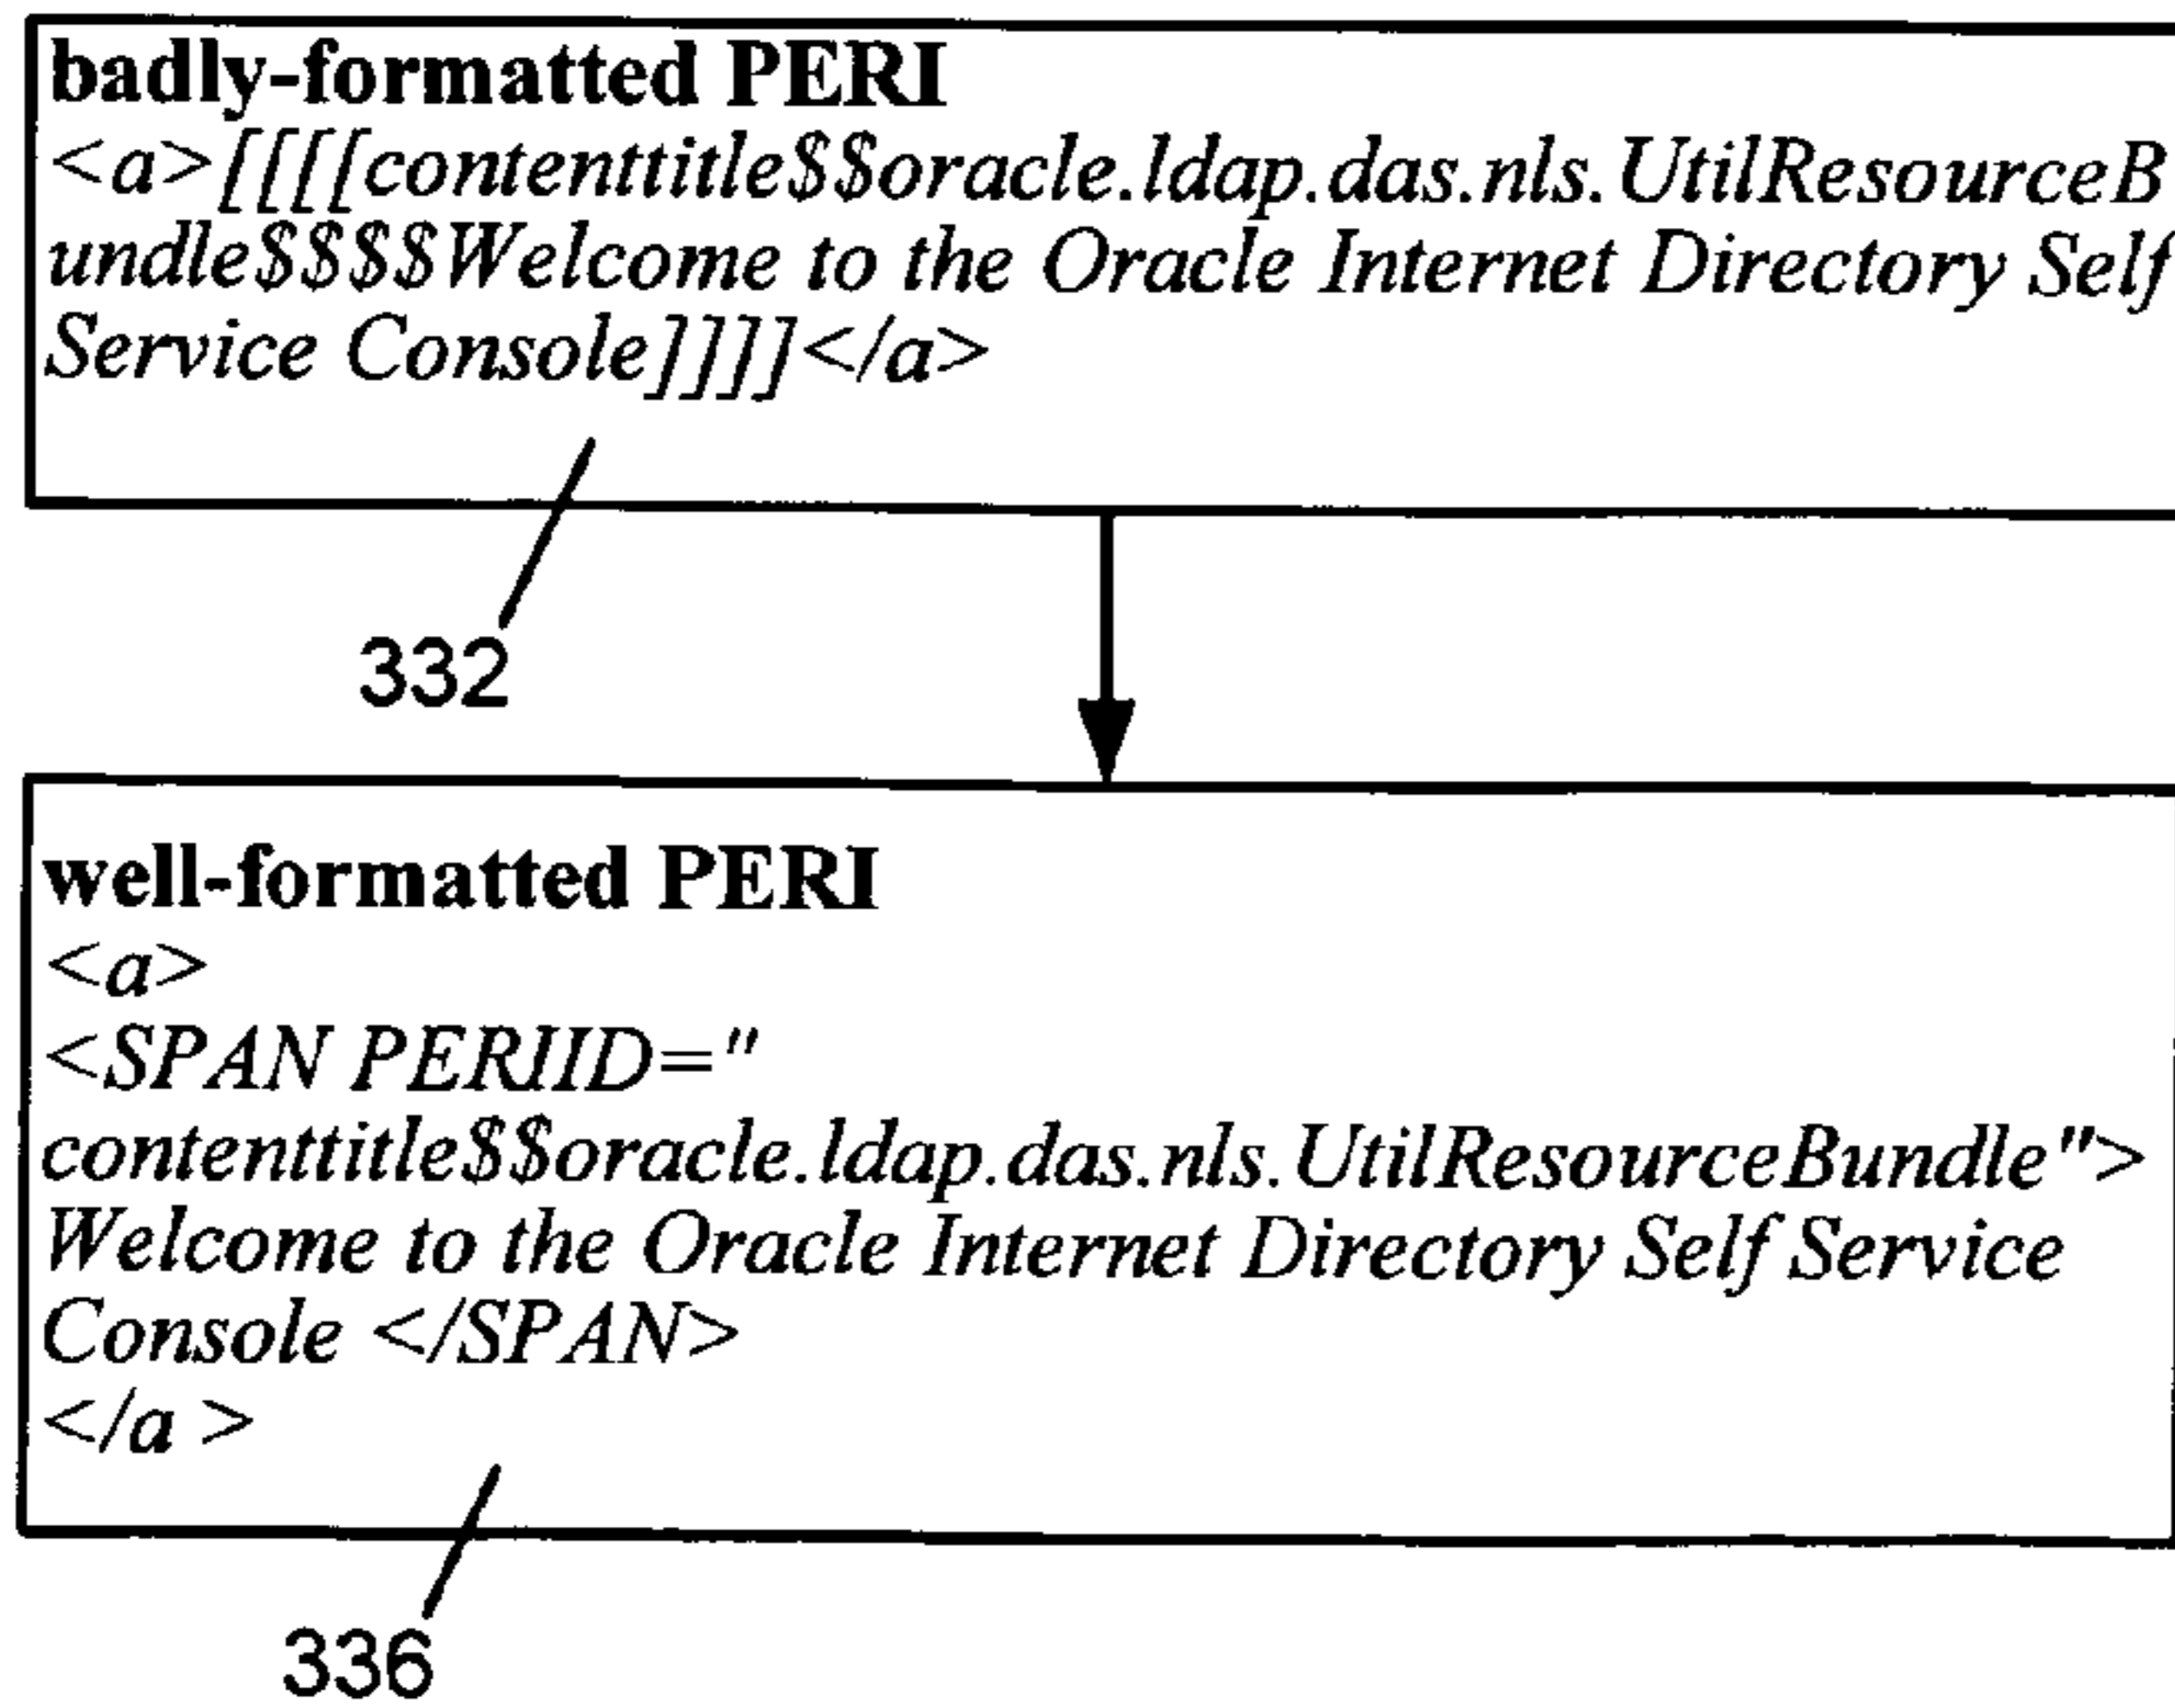 badly-formatted PERI
<a>[[[[contenttitle$$oracle.ldap.das.nls.UtilResourceB
undle$$$$Welcome to the Oracle Internet Directory Self
Service Console]]]]</a>
332
well-formatted PERI
<a>
<SPAN PERIID="
contenttitle$$oracle.ldap.das.nls.UtilResourceBundle">
Welcome to the Oracle Internet Directory Self Service
Console </SPAN>
</a >
336